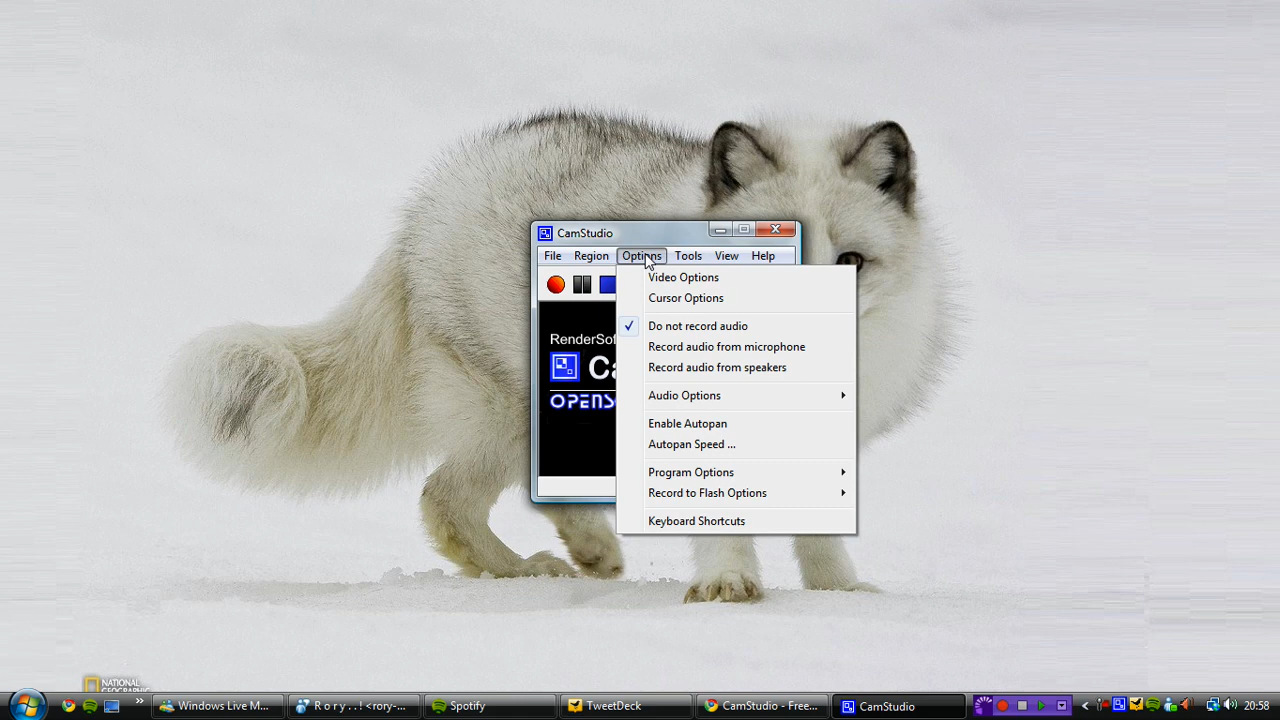 CamStudio
File Region Options Tools View Help
Video Options
Cursor Options
Do not record audio
RenderSof
Record audio from microphone
Ca
Record audio from speakers
OPENS
Audio Options
Enable Autopan
Autopan Speed ...
Program Options
Record to Flash Options
Keyboard Shortcuts
NATIONAL
GEOGRAPHIC
Windows Live M... R o r y . . ! <rory-... Spotify TweetDeck CamStudio - Free... CamStudio 20:58